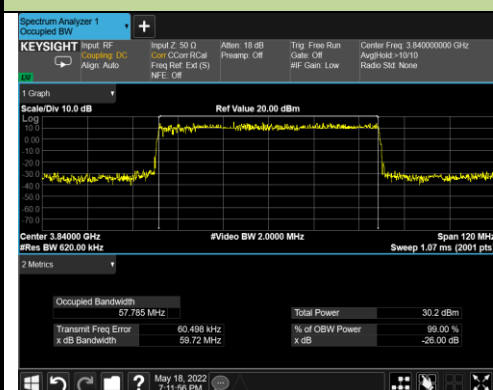 Spectrum Analyzer 1
Occupied BW
+
KEYSIGHT Input: RF Input Z: 50 Ω Atten: 18 dB Trig: Free Run Center Freq: 3.840000000 GHz
Coupling: DC Corr CCorr RCal Preamp: Off Gate: Off Avg|Hold:>10/10
Align: Auto Freq Ref: Ext (S) #IF Gain: Low Radio Std: None
NFE: Off
1 Graph
Scale/Div 10.0 dB Ref Value 20.00 dBm
Log
10.0
0.00
-10.0
-20.0
-30.0
-40.0
-50.0
-60.0
-70.0
Center 3.84000 GHz #Video BW 2.0000 MHz Span 120 MHz
#Res BW 620.00 kHz Sweep 1.07 ms (2001 pts)
2 Metrics
Occupied Bandwidth
57.785 MHz Total Power 30.2 dBm
Transmit Freq Error 60.498 kHz % of OBW Power 99.00 %
x dB Bandwidth 59.72 MHz x dB -26.00 dB
? May 18, 2022
7:11:56 PM